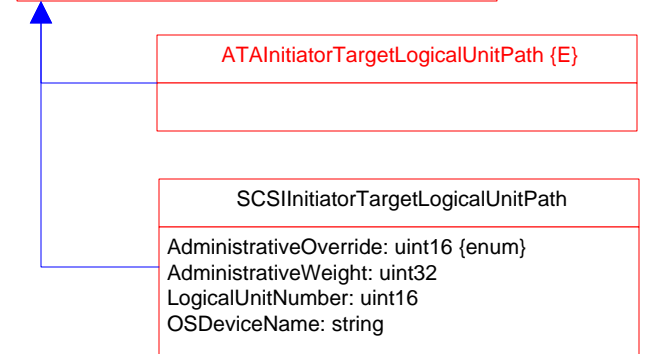 ATAInitiatorTargetLogicalUnitPath {E}
SCSIInitiatorTargetLogicalUnitPath
AdministrativeOverride: uint16 {enum}
AdministrativeWeight: uint32
LogicalUnitNumber: uint16
OSDeviceName: string